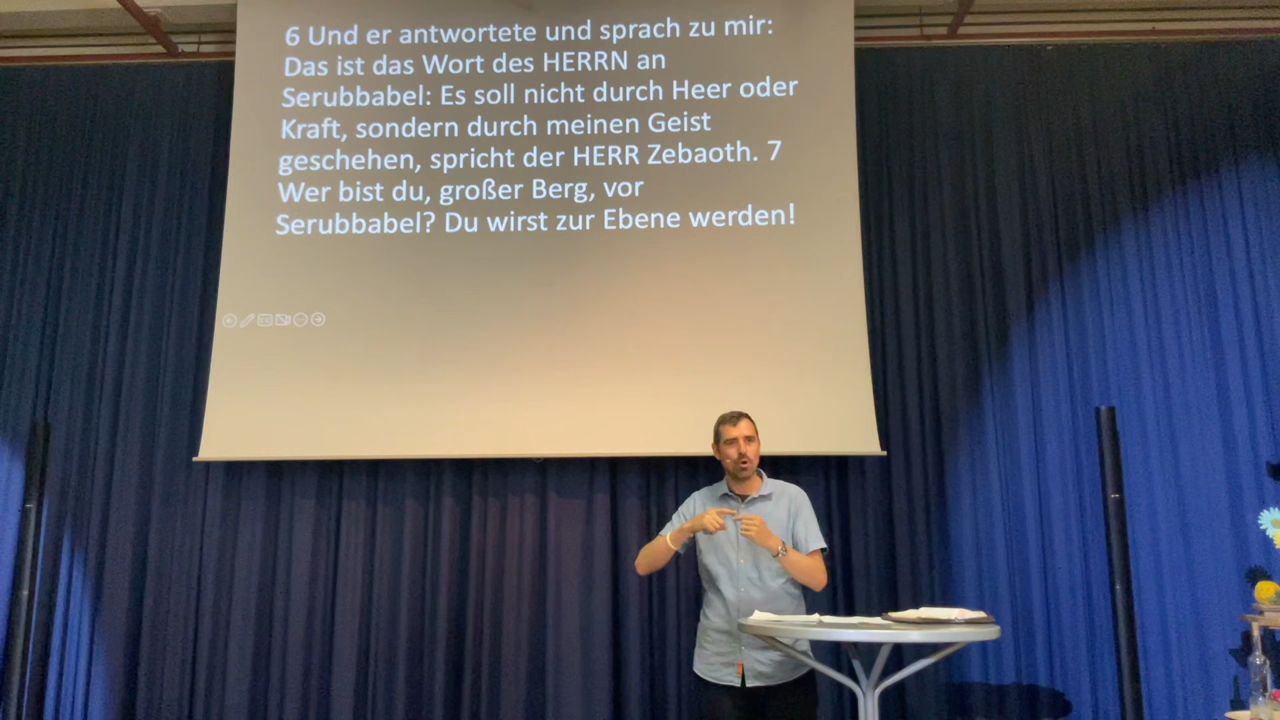 6 Und er antwortete und sprach zu mir:
Das ist das Wort des HERRN an
Serubbabel: Es soll nicht durch Heer oder
Kraft, sondern durch meinen Geist
geschehen, spricht der HERR Zebaoth. 7
Wer bist du, großer Berg, vor
Serubbabel? Du wirst zur Ebene werden!